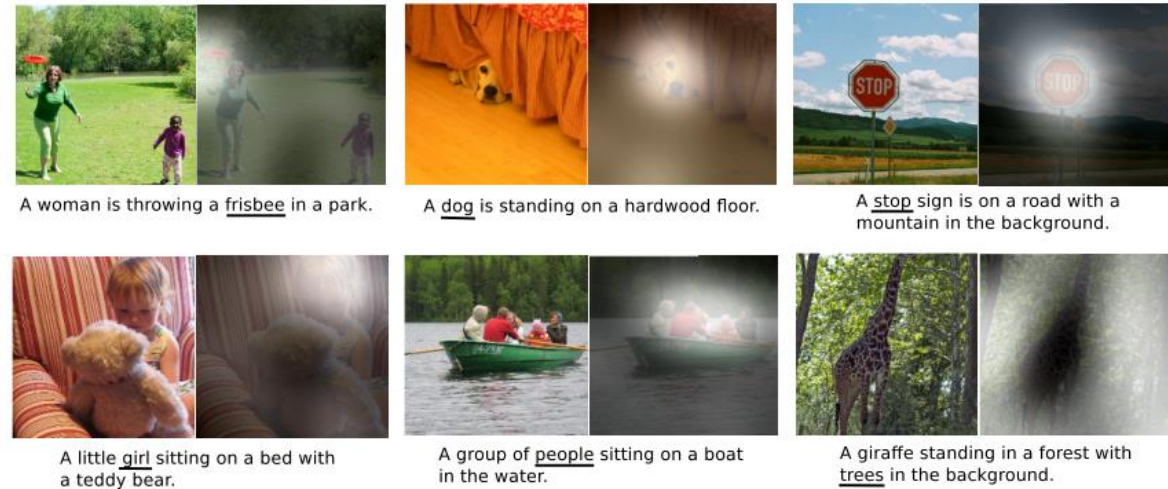 STOP
STOP
A woman is throwing a frisbee in a park.
A dog is standing on a hardwood floor.
A stop sign is on a road with a
mountain in the background.
A little girl sitting on a bed with
a teddy bear.
A group of people sitting on a boat
in the water.
A giraffe standing in a forest with
trees in the background.